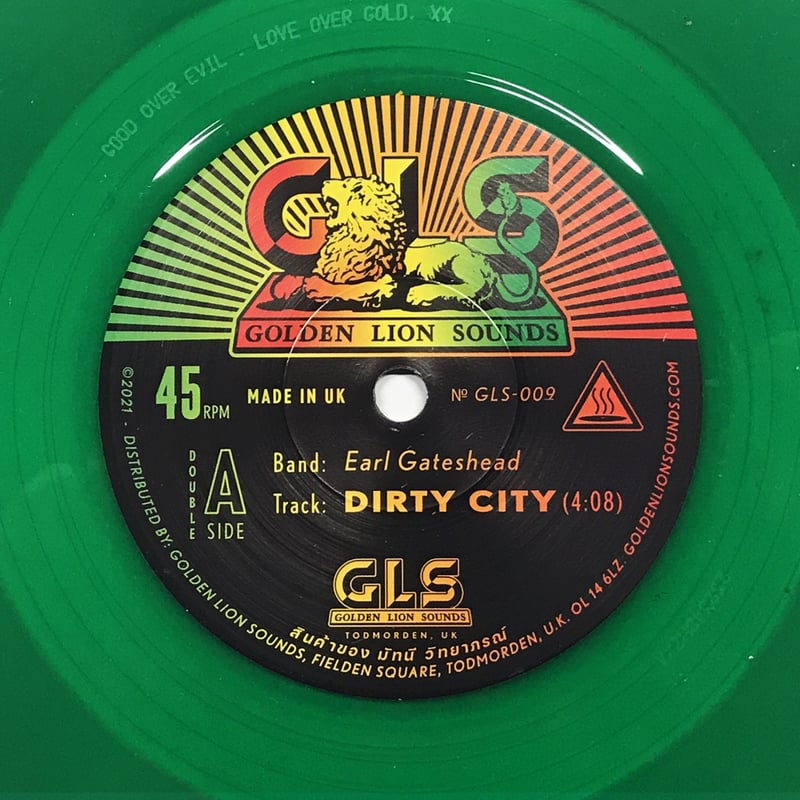 GOOD OVER EVIL - LOVE OVER GOLD. XX
GLS
GOLDEN LION SOUNDS
45 RPM
MADE IN UK
Nº GLS-009
DOUBLE A SIDE
Band: Earl Gateshead
Track: DIRTY CITY (4:08)
GLS
GOLDEN LION SOUNDS
TODMORDEN, UK
สินค้าของ มัทนี วิทยาภรณ์
©2021 - DISTRIBUTED BY: GOLDEN LION SOUNDS, FIELDEN SQUARE, TODMORDEN, U.K. OL14 6LZ. GOLDENLIONSOUNDS.COM